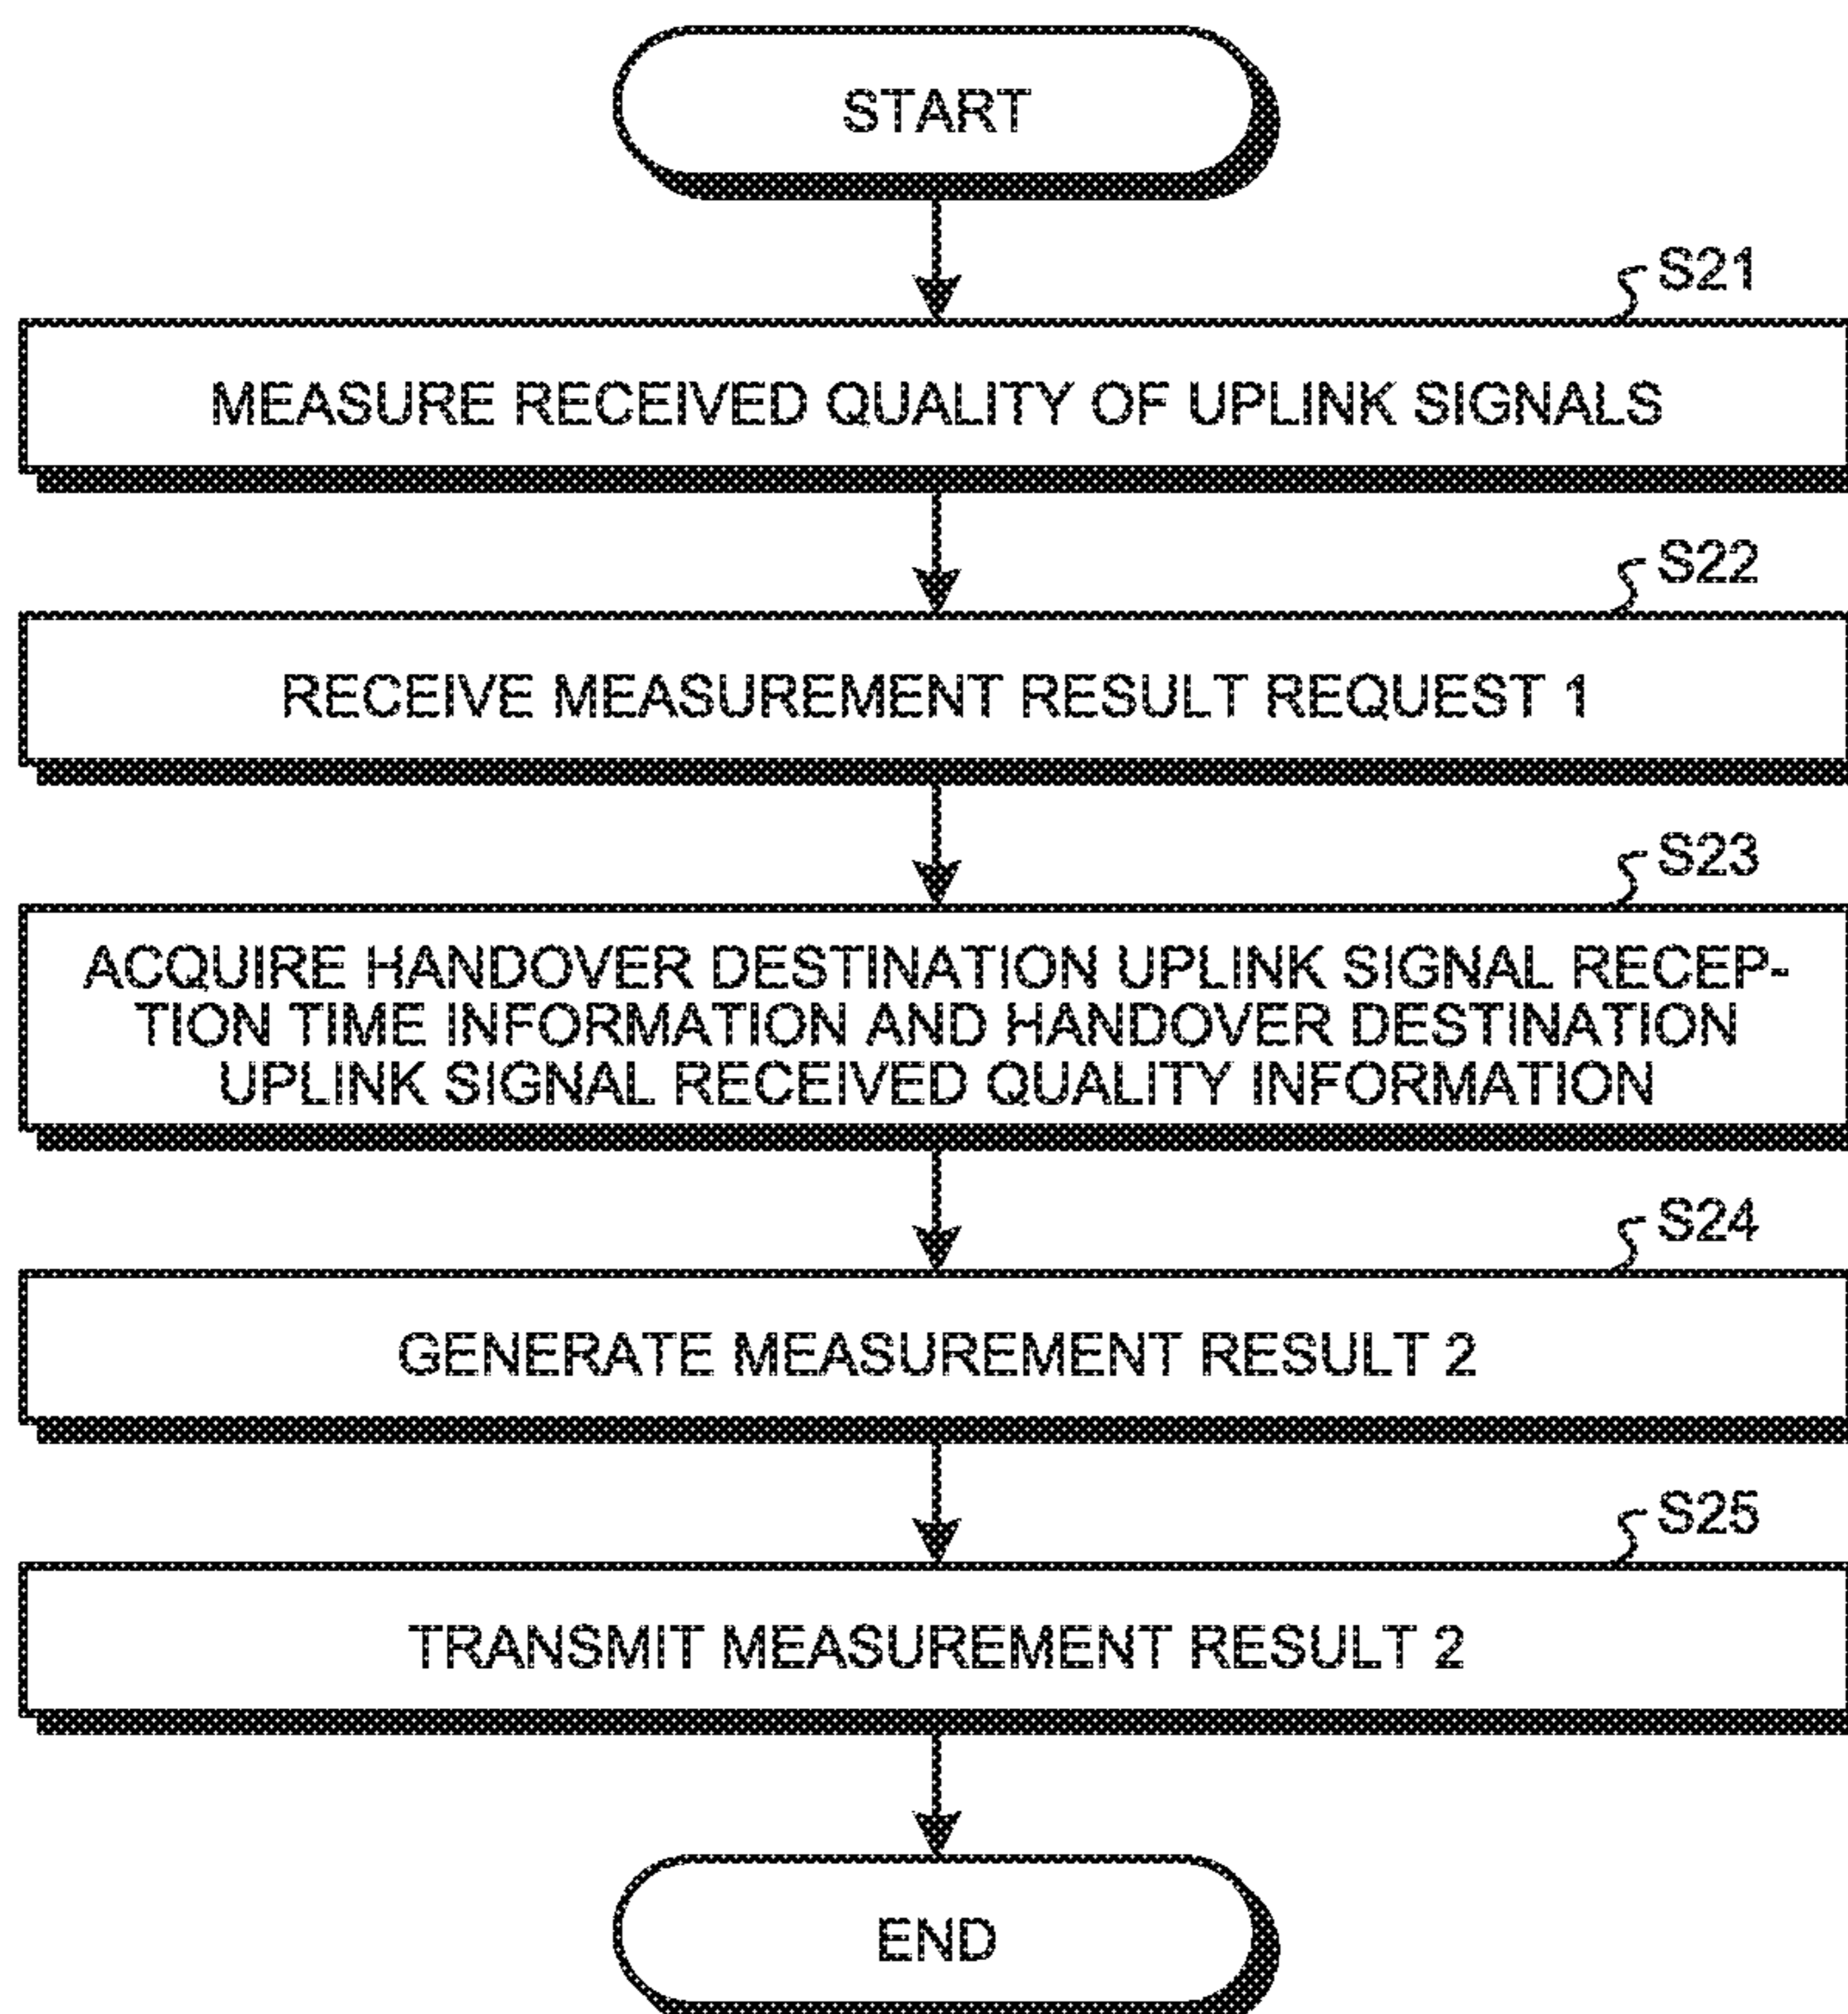 START
S21
MEASURE RECEIVED QUALITY OF UPLINK SIGNALS
S22
RECEIVE MEASUREMENT RESULT REQUEST 1
S23
ACQUIRE HANDOVER DESTINATION UPLINK SIGNAL RECEP-
TION TIME INFORMATION AND HANDOVER DESTINATION
UPLINK SIGNAL RECEIVED QUALITY INFORMATION
S24
GENERATE MEASUREMENT RESULT 2
S25
TRANSMIT MEASUREMENT RESULT 2
END